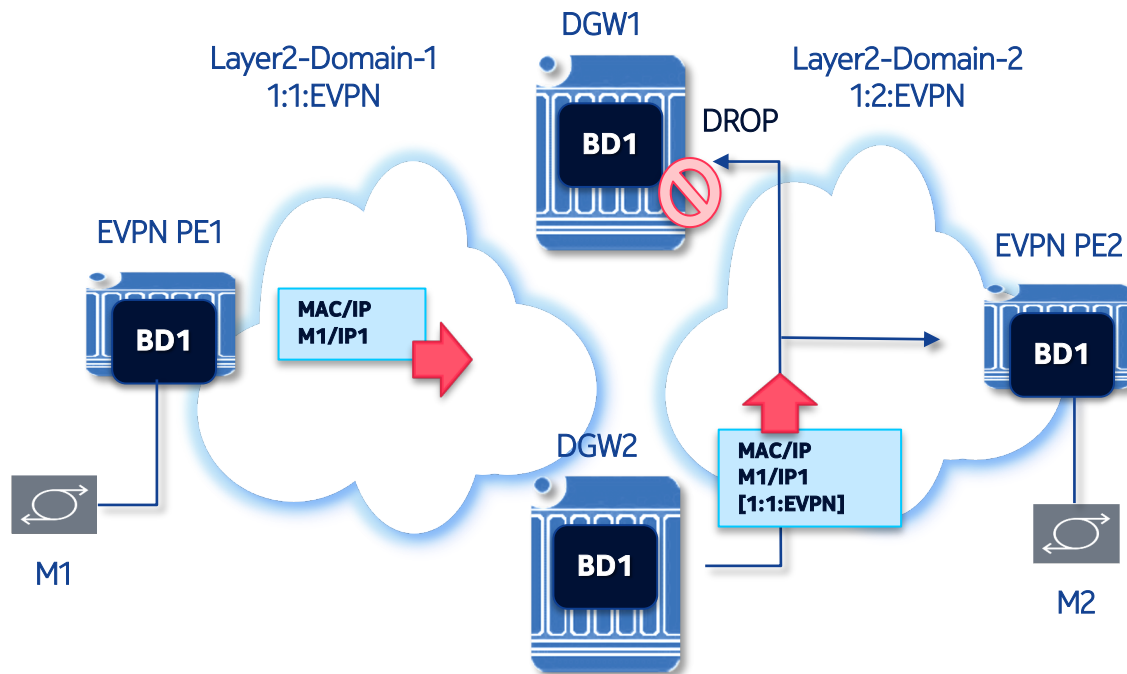 DGW1
Layer2-Domain-1
1:1:EVPN
Layer2-Domain-2
1:2:EVPN
DROP
BD1
EVPN PE1
EVPN PE2
MAC/IP
M1/IP1
BD1
BD1
DGW2
MAC/IP
M1/IP1
[1:1:EVPN]
BD1
M1
M2